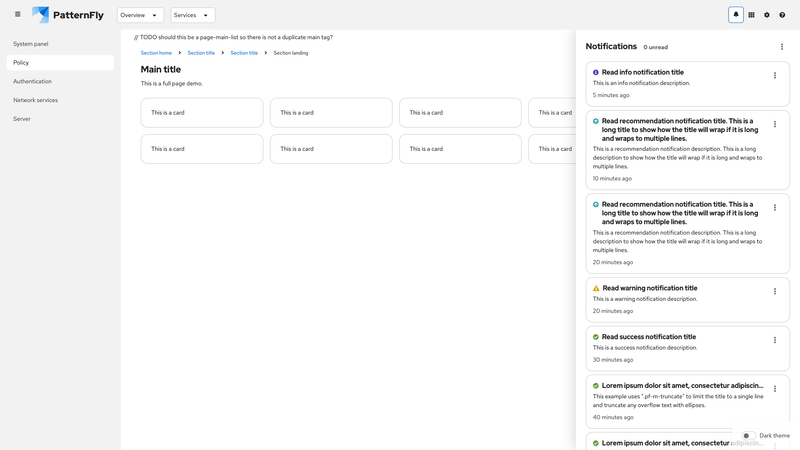 PatternFly
Overview
Services
System panel
Policy
Authentication
Network services
Server
// TODO should this be a page-main-list so there is not a duplicate main tag?
Section home > Section title > Section title > Section landing
Main title
This is a full page demo.
This is a card
This is a card
This is a card
This is a card
This is a card
This is a card
This is a card
This is a card
Notifications 0 unread
Read info notification title
This is an info notification description.
5 minutes ago
Read recommendation notification title. This is a
long title to show how the title will wrap if it is long
and wraps to multiple lines.
This is a recommendation notification description. This is a long
description to show how the title will wrap if it is long and wraps to
multiple lines.
10 minutes ago
Read recommendation notification title. This is a
long title to show how the title will wrap if it is long
and wraps to multiple lines.
This is a recommendation notification description. This is a long
description to show how the title will wrap if it is long and wraps to
multiple lines.
20 minutes ago
Read warning notification title
This is a warning notification description.
20 minutes ago
Read success notification title
This is a success notification description.
30 minutes ago
Lorem ipsum dolor sit amet, consectetur adipiscin...
This example uses ".pf-m-truncate" to limit the title to a single line
and truncate any overflow text with ellipses.
40 minutes ago
Lorem ipsum dolor sit amet, consectetur adipiscin...
Dark theme